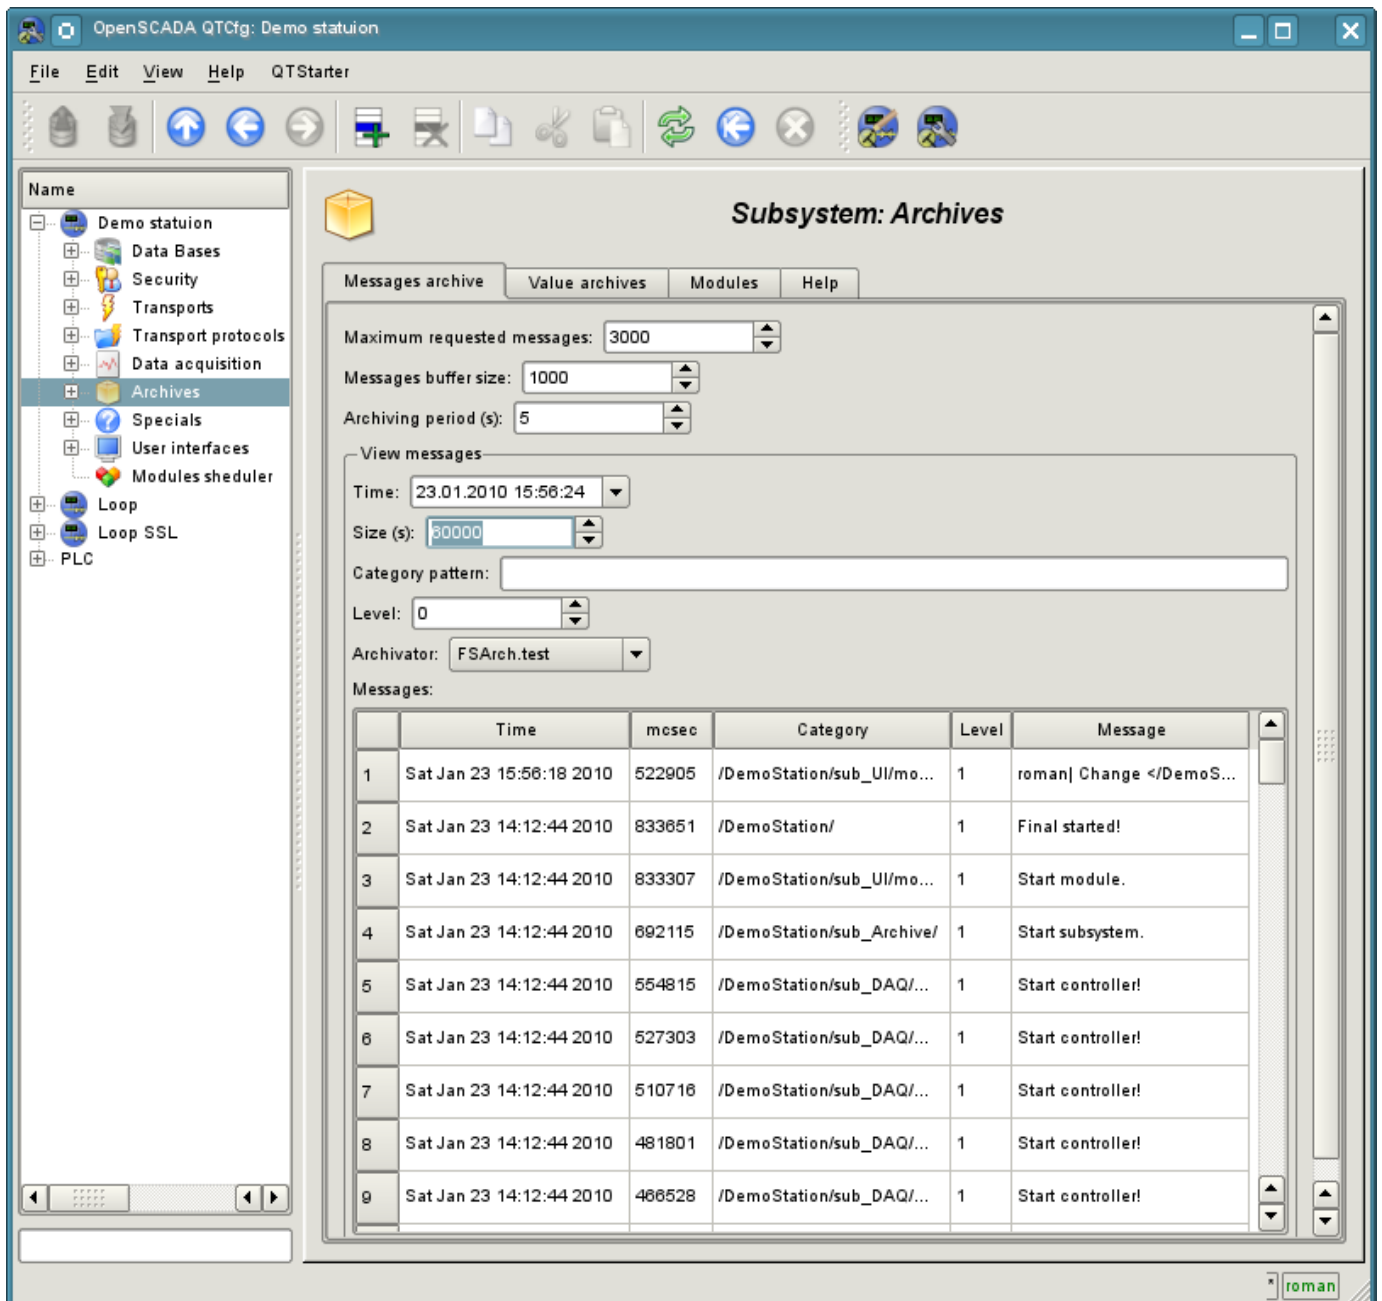 OpenSCADA QTCfg: Demo statuion
File Edit View Help QTStarter
Name
Demo statuion
Data Bases
Security
Transports
Transport protocols
Data acquisition
Archives
Specials
User interfaces
Modules sheduler
Loop
Loop SSL
PLC
Subsystem: Archives
Messages archive Value archives Modules Help
Maximum requested messages: 3000
Messages buffer size: 1000
Archiving period (s): 5
View messages
Time: 23.01.2010 15:56:24
Size (s): 60000
Category pattern:
Level: 0
Archivator: FSArch.test
Messages:
Time mcsec Category Level Message
1 Sat Jan 23 15:56:18 2010 522905 /DemoStation/sub_UI/mo... 1 roman| Change </DemoS...
2 Sat Jan 23 14:12:44 2010 833651 /DemoStation/ 1 Final started!
3 Sat Jan 23 14:12:44 2010 833307 /DemoStation/sub_UI/mo... 1 Start module.
4 Sat Jan 23 14:12:44 2010 692115 /DemoStation/sub_Archive/ 1 Start subsystem.
5 Sat Jan 23 14:12:44 2010 554815 /DemoStation/sub_DAQ/... 1 Start controller!
6 Sat Jan 23 14:12:44 2010 527303 /DemoStation/sub_DAQ/... 1 Start controller!
7 Sat Jan 23 14:12:44 2010 510716 /DemoStation/sub_DAQ/... 1 Start controller!
8 Sat Jan 23 14:12:44 2010 481801 /DemoStation/sub_DAQ/... 1 Start controller!
9 Sat Jan 23 14:12:44 2010 466528 /DemoStation/sub_DAQ/... 1 Start controller!
* roman